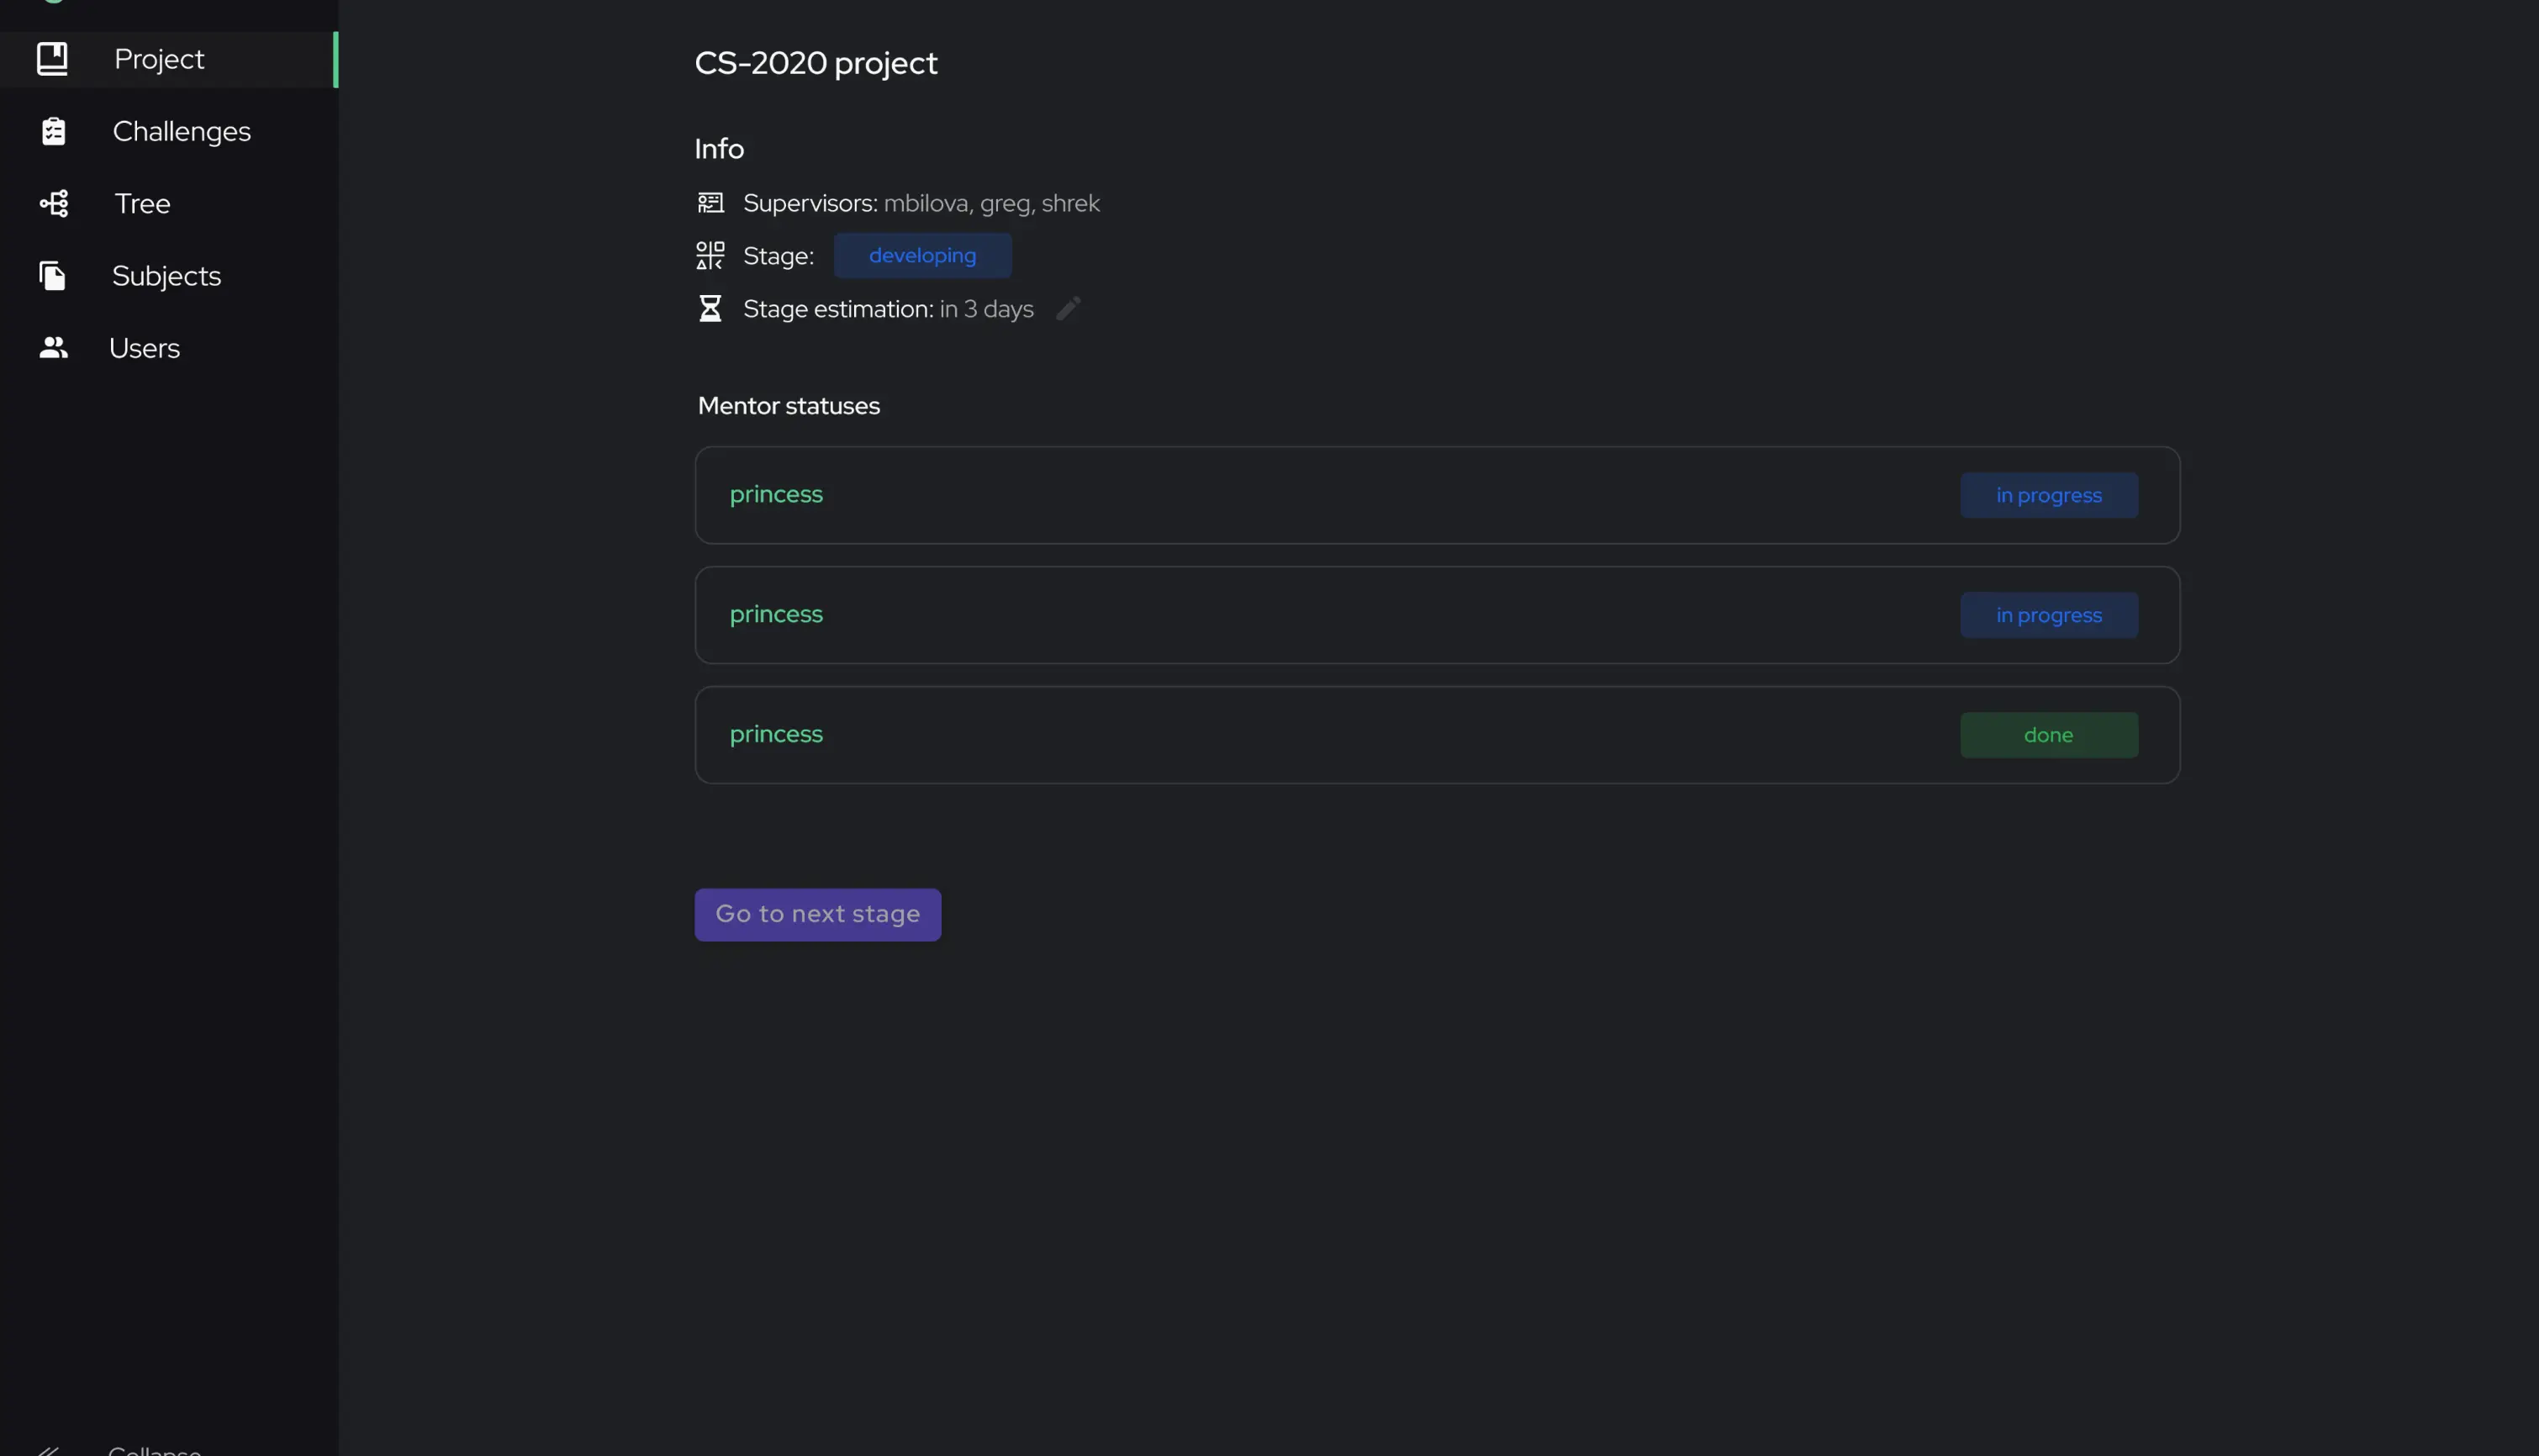 Project
Challenges
Tree
Subjects
Users
Collapse
CS-2020 project
Info
Supervisors: mbilova, greg, shrek
Stage: developing
Stage estimation: in 3 days
Mentor statuses
princess in progress
princess in progress
princess done
Go to next stage